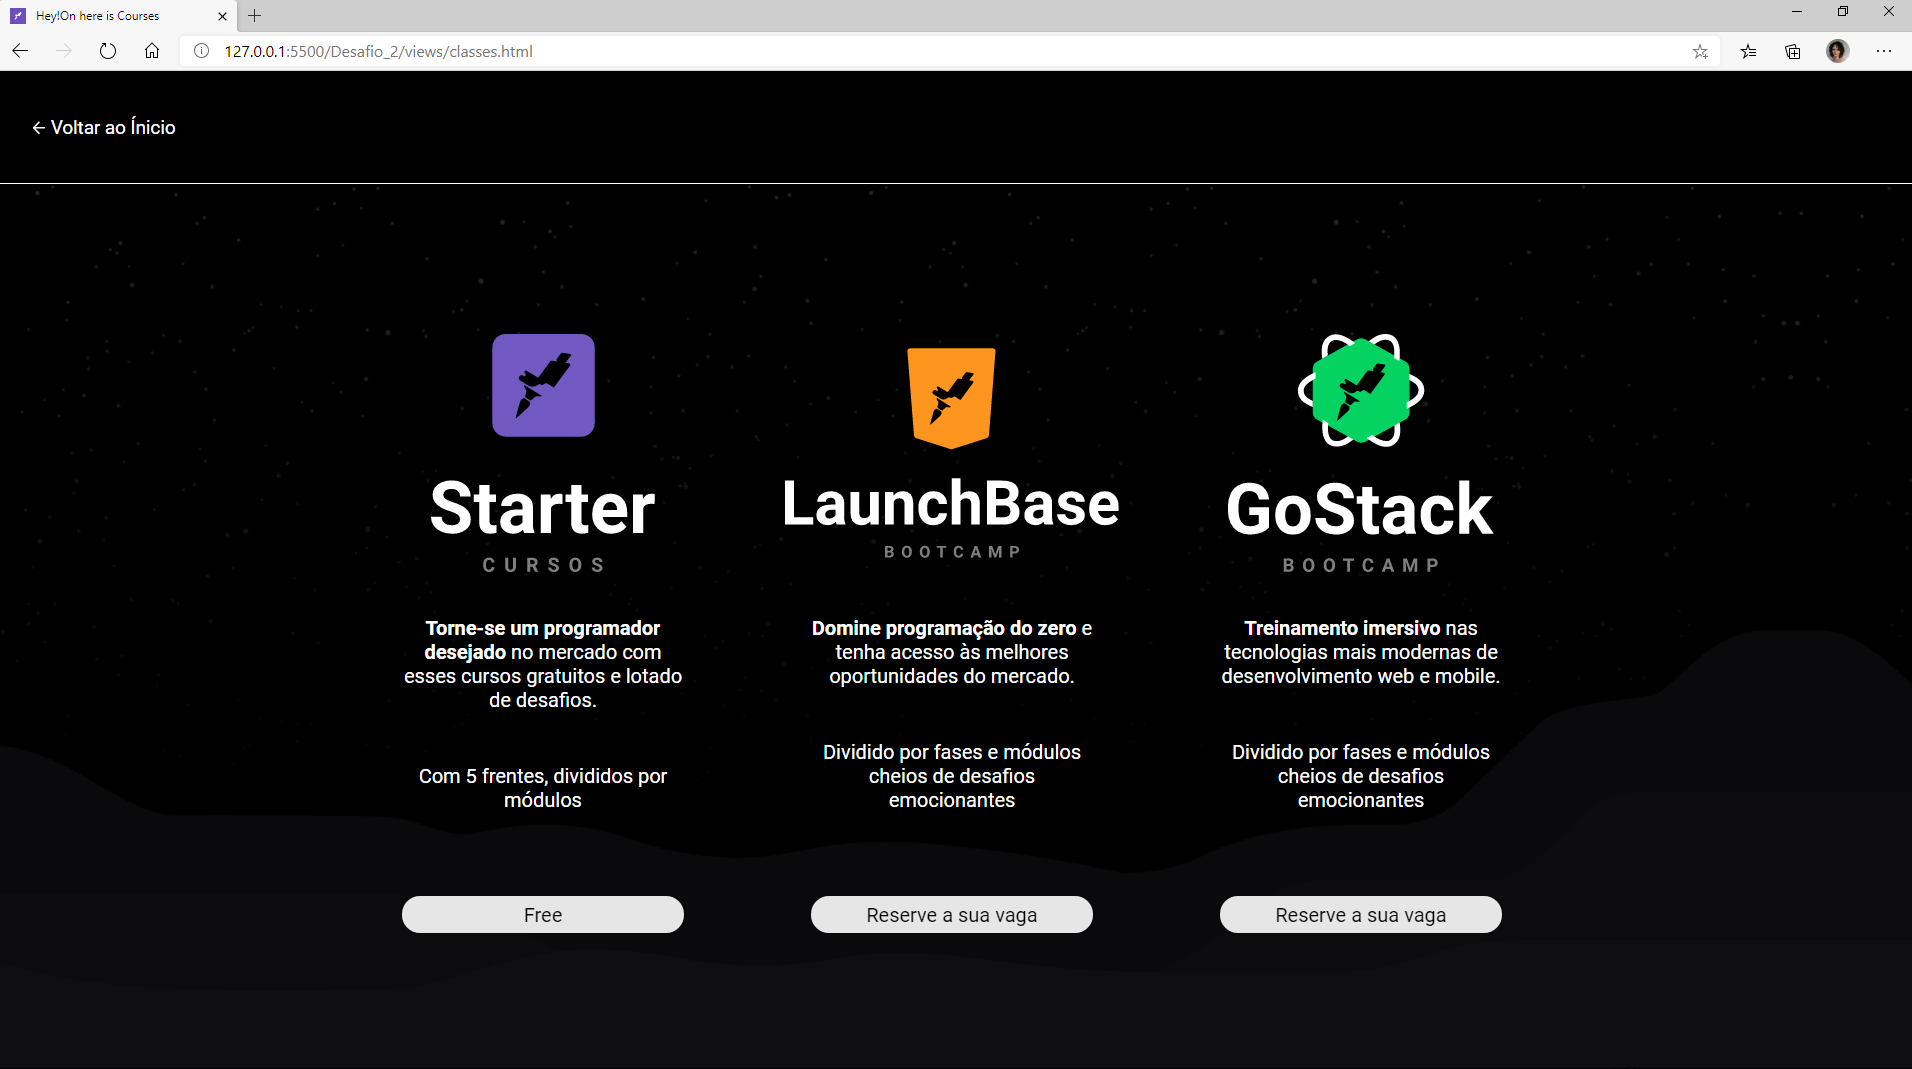 Hey!On here is Courses
127.0.0.1:5500/Desafio_2/views/classes.html
← Voltar ao Ínicio
Starter
CURSOS
Torne-se um programador
desejado no mercado com
esses cursos gratuitos e lotado
de desafios.
Com 5 frentes, divididos por
módulos
Free
LaunchBase
BOOTCAMP
Domine programação do zero e
tenha acesso às melhores
oportunidades do mercado.
Dividido por fases e módulos
cheios de desafios
emocionantes
Reserve a sua vaga
GoStack
BOOTCAMP
Treinamento imersivo nas
tecnologias mais modernas de
desenvolvimento web e mobile.
Dividido por fases e módulos
cheios de desafios
emocionantes
Reserve a sua vaga